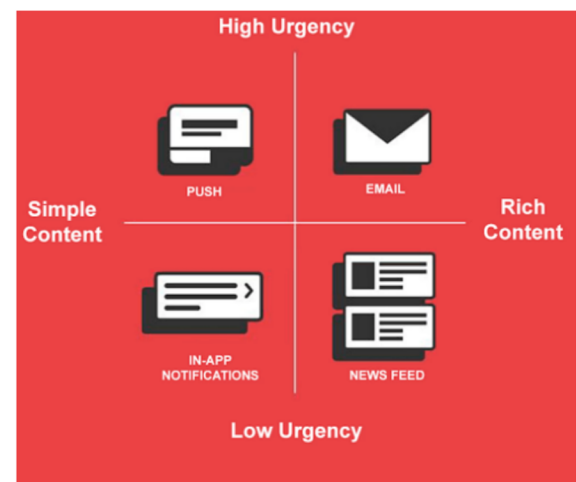 High Urgency
PUSH
EMAIL
Simple
Content
Rich
Content
IN-APP
NOTIFICATIONS
NEWS FEED
Low Urgency